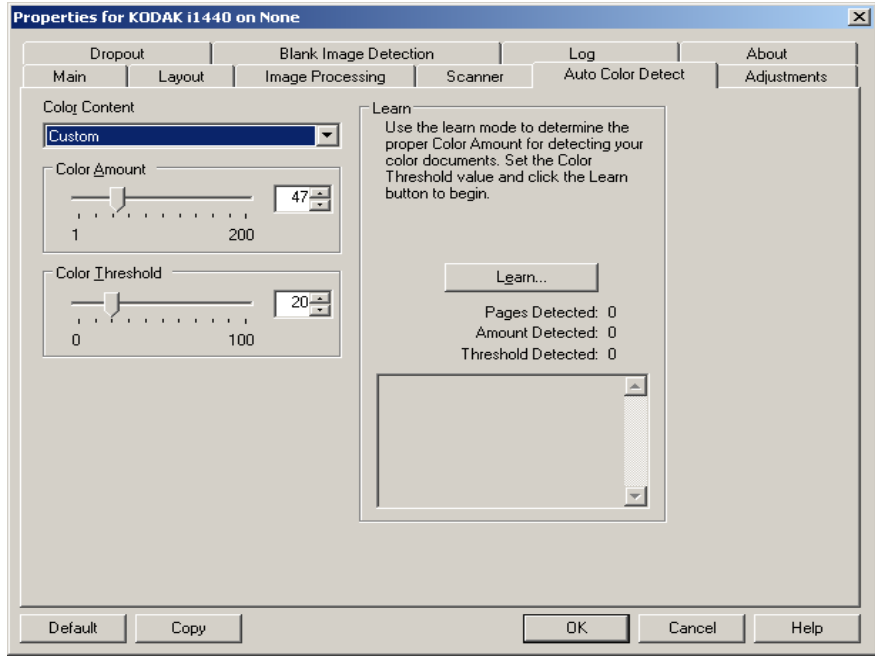 Properties for KODAK i1440 on None
Dropout
Blank Image Detection
Log
About
Main
Layout
Image Processing
Scanner
Auto Color Detect
Adjustments
Color Content
Custom
Color Amount
47
1
200
Color Threshold
20
0
100
Learn
Use the learn mode to determine the
proper Color Amount for detecting your
color documents. Set the Color
Threshold value and click the Learn
button to begin.
Learn...
Pages Detected: 0
Amount Detected: 0
Threshold Detected: 0
Default
Copy
OK
Cancel
Help